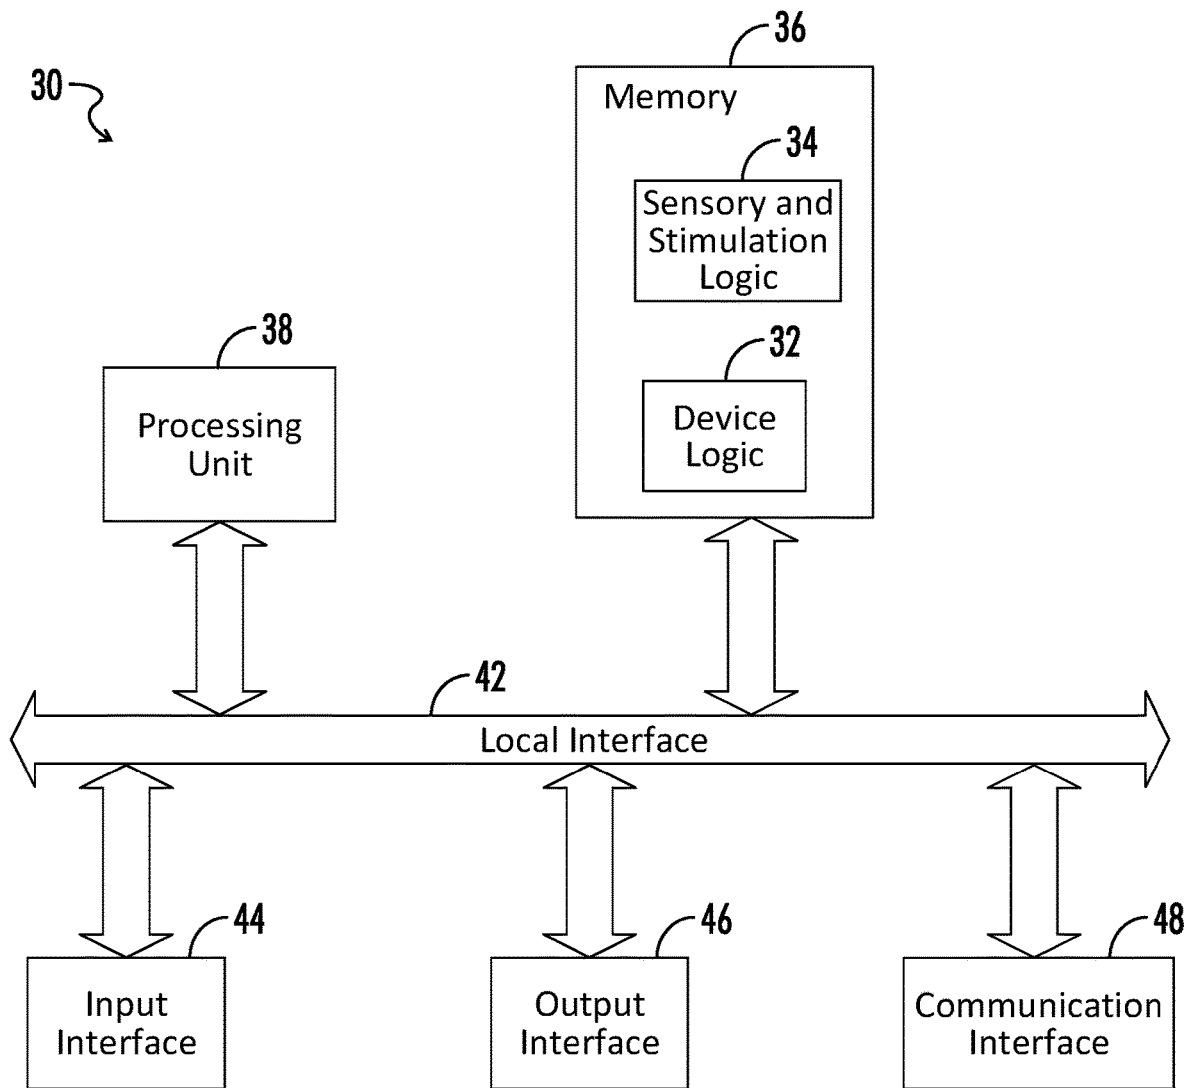 36
30
Memory
34
Sensory and
Stimulation
Logic
38
32
Processing
Unit
Device
Logic
42
Local Interface
44
46
48
Input
Interface
Output
Interface
Communication
Interface